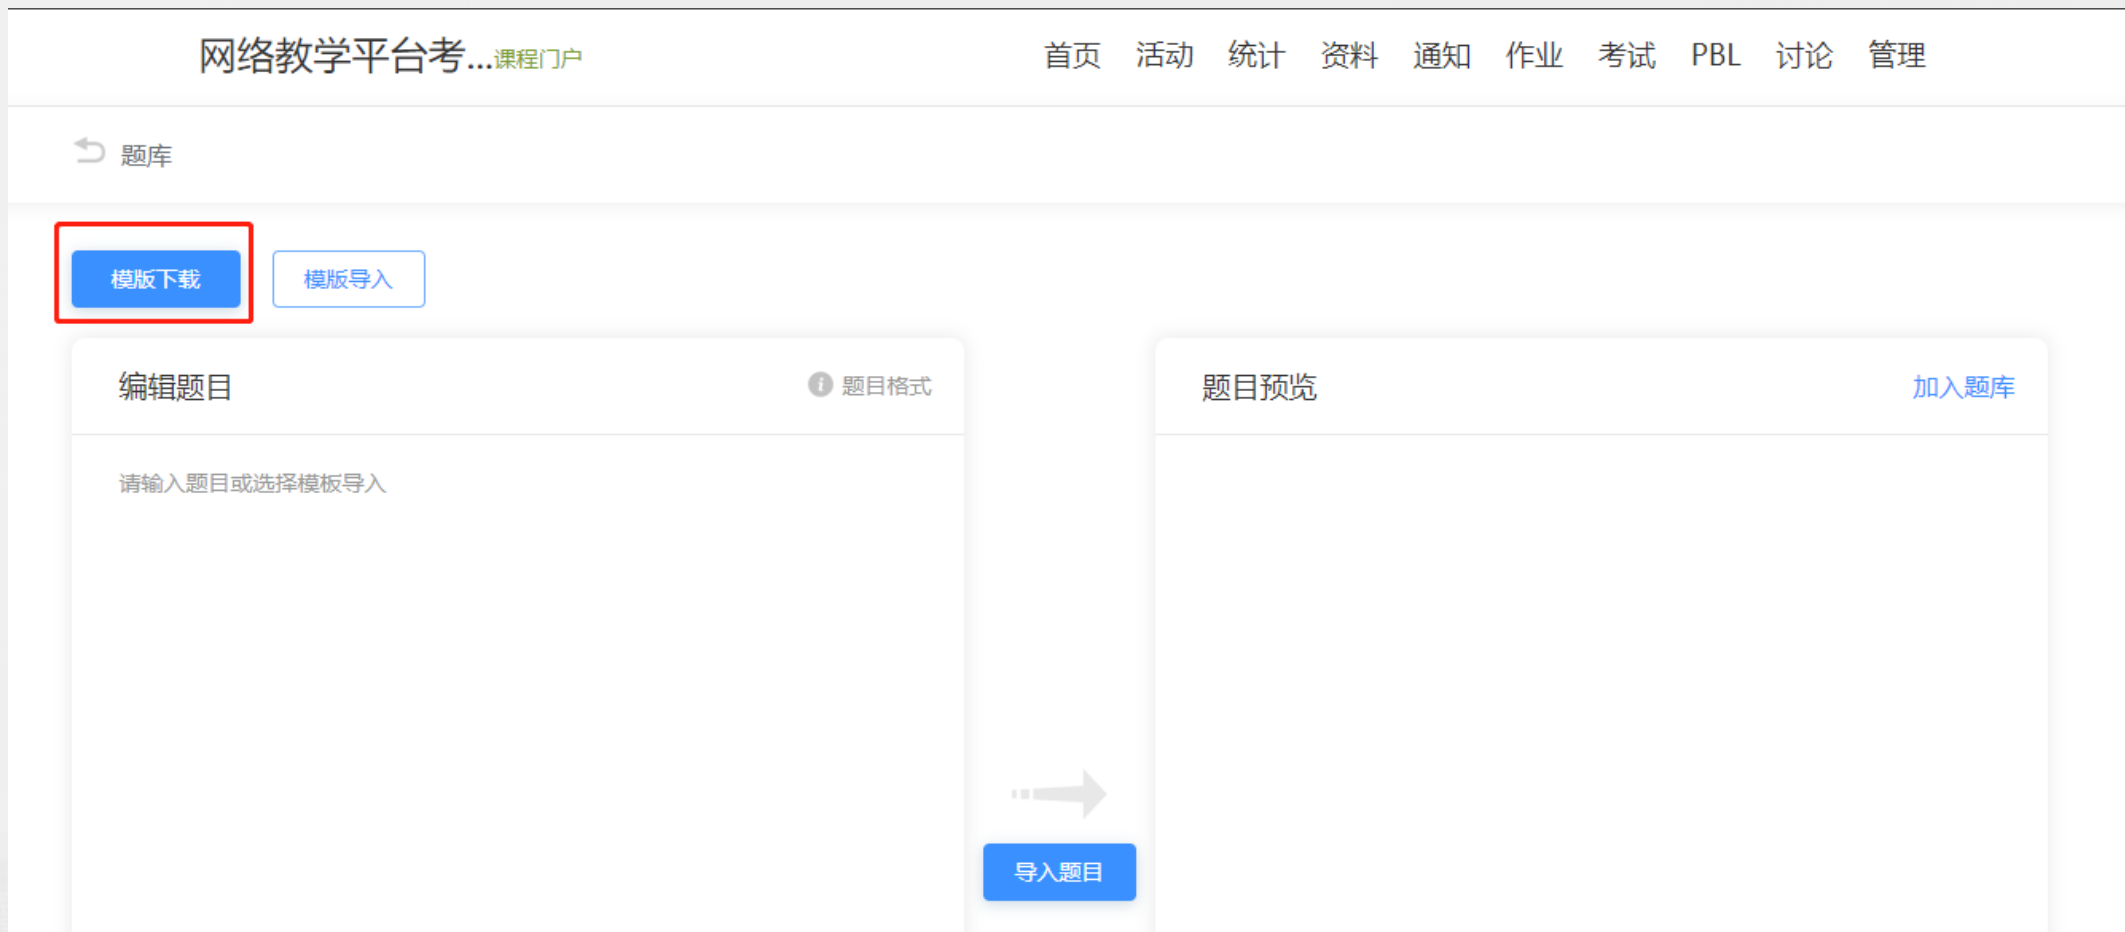 网络教学平台考...课程门户 首页 活动 统计 资料 通知 作业 考试 PBL 讨论 管理
题库
模版下载 模版导入
编辑题目 题目格式
题目预览 加入题库
请输入题目或选择模板导入
导入题目